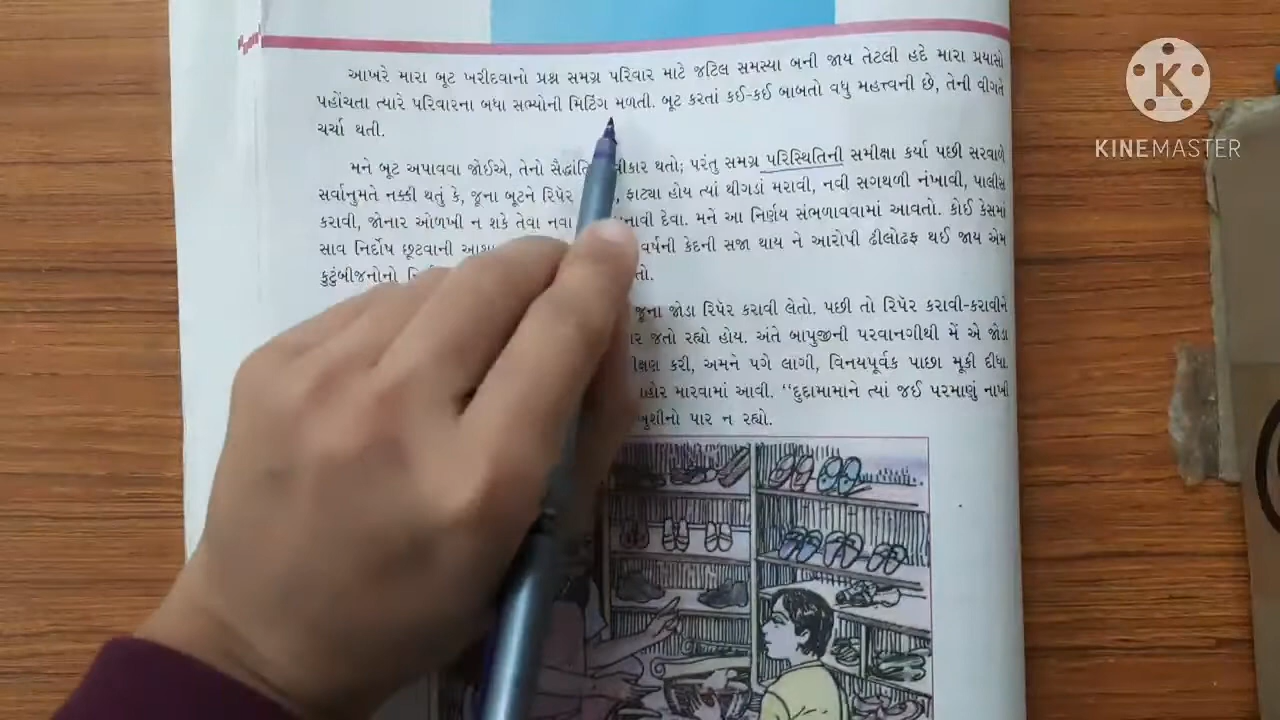 આખરે મારા બૂટ ખરીદવાનો પ્રશ્ન સમગ્ર પરિવાર માટે જટિલ સમસ્યા બની જાય તેટલી હદે મારા પ્રયાસો
પહોંચતા ત્યારે પરિવારના બધા સભ્યોની મિટિંગ મળતી. બૂટ કરતાં કઈ-કઈ બાબતો વધુ મહત્ત્વની છે, તેની વીગતે
ચર્ચા થતી.
મને બૂટ અપાવવા જોઈએ, તેનો સૈદ્ધાંતિ વીકાર થતો; પરંતુ સમગ્ર પરિસ્થિતિની સમીક્ષા કર્યા પછી સરવાળે
સર્વાનુમતે નક્કી થતું કે, જૂના બૂટને રિપૅર , ફાટ્યા હોય ત્યાં થીગડાં મરાવી, નવી સગથળી નંખાવી, પાલીસ
કરાવી, જોનાર ઓળખી ન શકે તેવા નવા નાવી દેવા. મને આ નિર્ણય સંભળાવવામાં આવતો. કોઈ કેસમાં
સાવ નિર્દોષ છૂટવાની વર્ષની કેદની સજા થાય ને આરોપી ઢીલોઢફ થઈ જાય એમ
કુટુંબીજનોનો તો.
જૂના જોડા રિપૅર કરાવી લેતો. પછી તો રિપૅર કરાવી-કરાવીને
ર જતો રહ્યો હોય. અંતે બાપુજીની પરવાનગીથી મેં એ જોડા
ક્ષણ કરી, અમને પગે લાગી, વિનયપૂર્વક પાછા મૂકી દીધા.
હોર મારવામાં આવી. ‘‘દુદામામાને ત્યાં જઈ પરમાણું નાખી
ખુશીનો પાર ન રહ્યો.
K
KINEMASTER